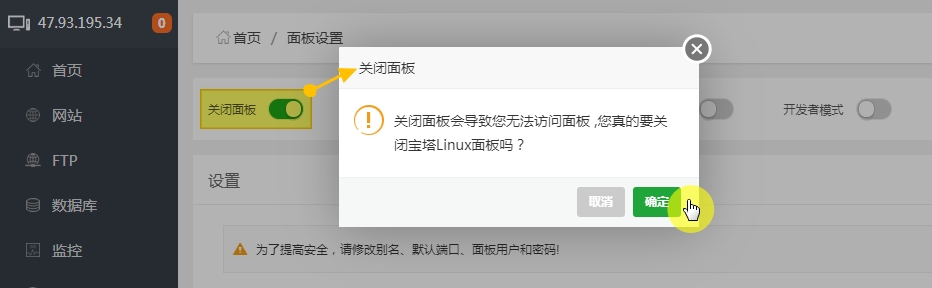 47.93.195.34 0
首页 / 面板设置
关闭面板
首页
关闭面板
开发者模式
网站
关闭面板会导致您无法访问面板 ,您真的要关
闭宝塔Linux面板吗？
FTP
设置
取消 确定
数据库
监控
为了提高安全，请修改别名、默认端口、面板用户和密码!